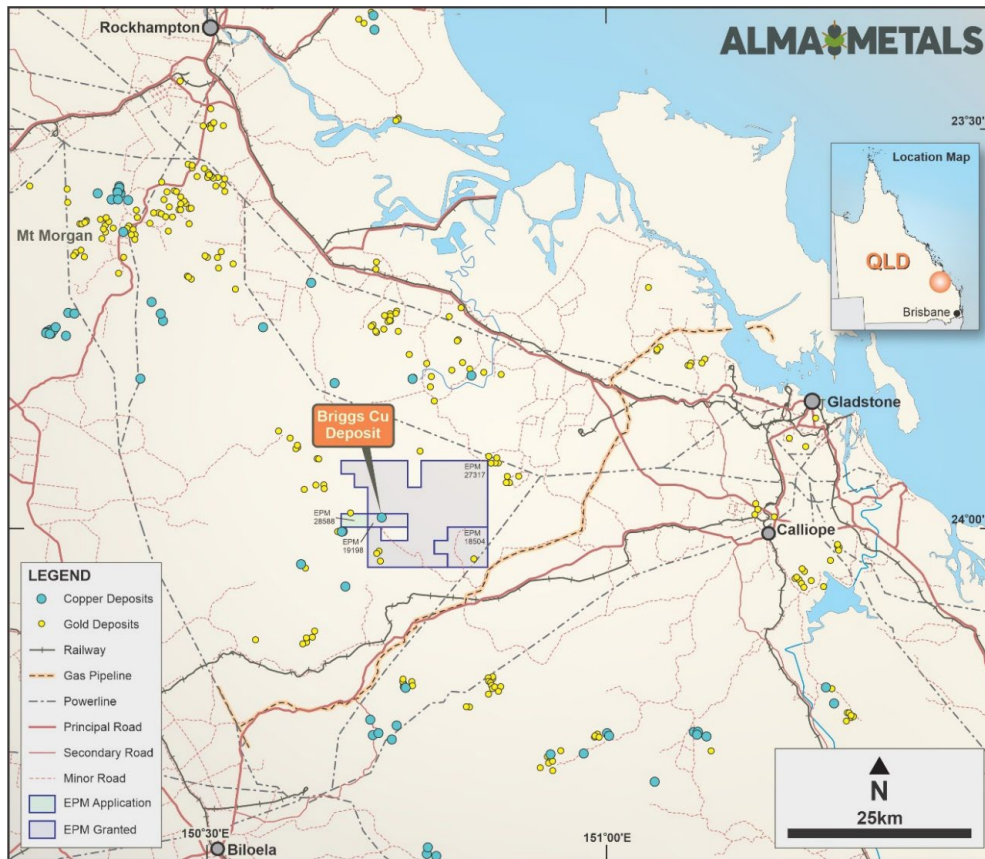 Rockhampton
ALMA METALS
23°30'
Location Map
QLD
Brisbane
Mt Morgan
Gladstone
Briggs Cu
Deposit
EPM
27317
EPM
28588
EPM
19198
EPM
18504
24°00'
Calliope
LEGEND
Copper Deposits
Gold Deposits
Railway
Gas Pipeline
Powerline
Principal Road
Secondary Road
Minor Road
EPM Application
EPM Granted
N
25km
150°30'E
151°00'E
Biloela